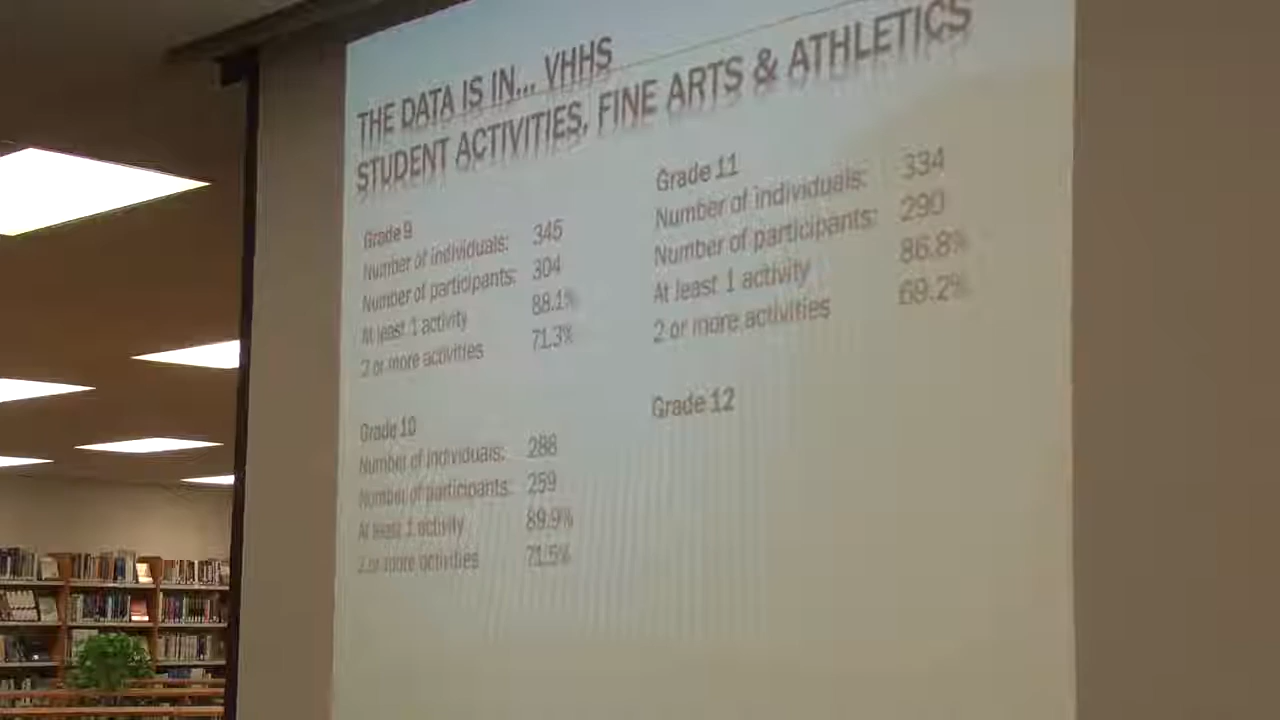 THE DATA IS IN... VHHS
STUDENT ACTIVITIES, FINE ARTS & ATHLETICS
Grade 9
Number of individuals: 345
Number of participants: 304
At least 1 activity 88.1%
2 or more activities 71.3%
Grade 10
Number of individuals: 288
Number of participants: 259
At least 1 activity 89.9%
2 or more activities 71.5%
Grade 11
Number of individuals: 334
Number of participants: 290
At least 1 activity 86.8%
2 or more activities 69.2%
Grade 12